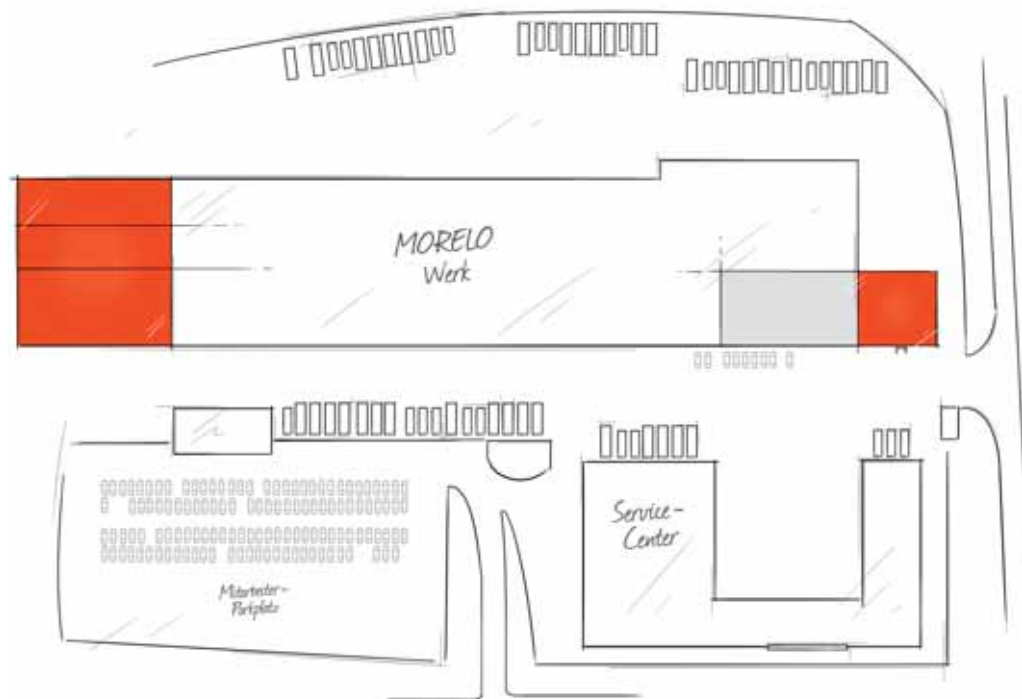 MORELO
Werk
Service-
Center
Mitarbeiter-
Parkplatz